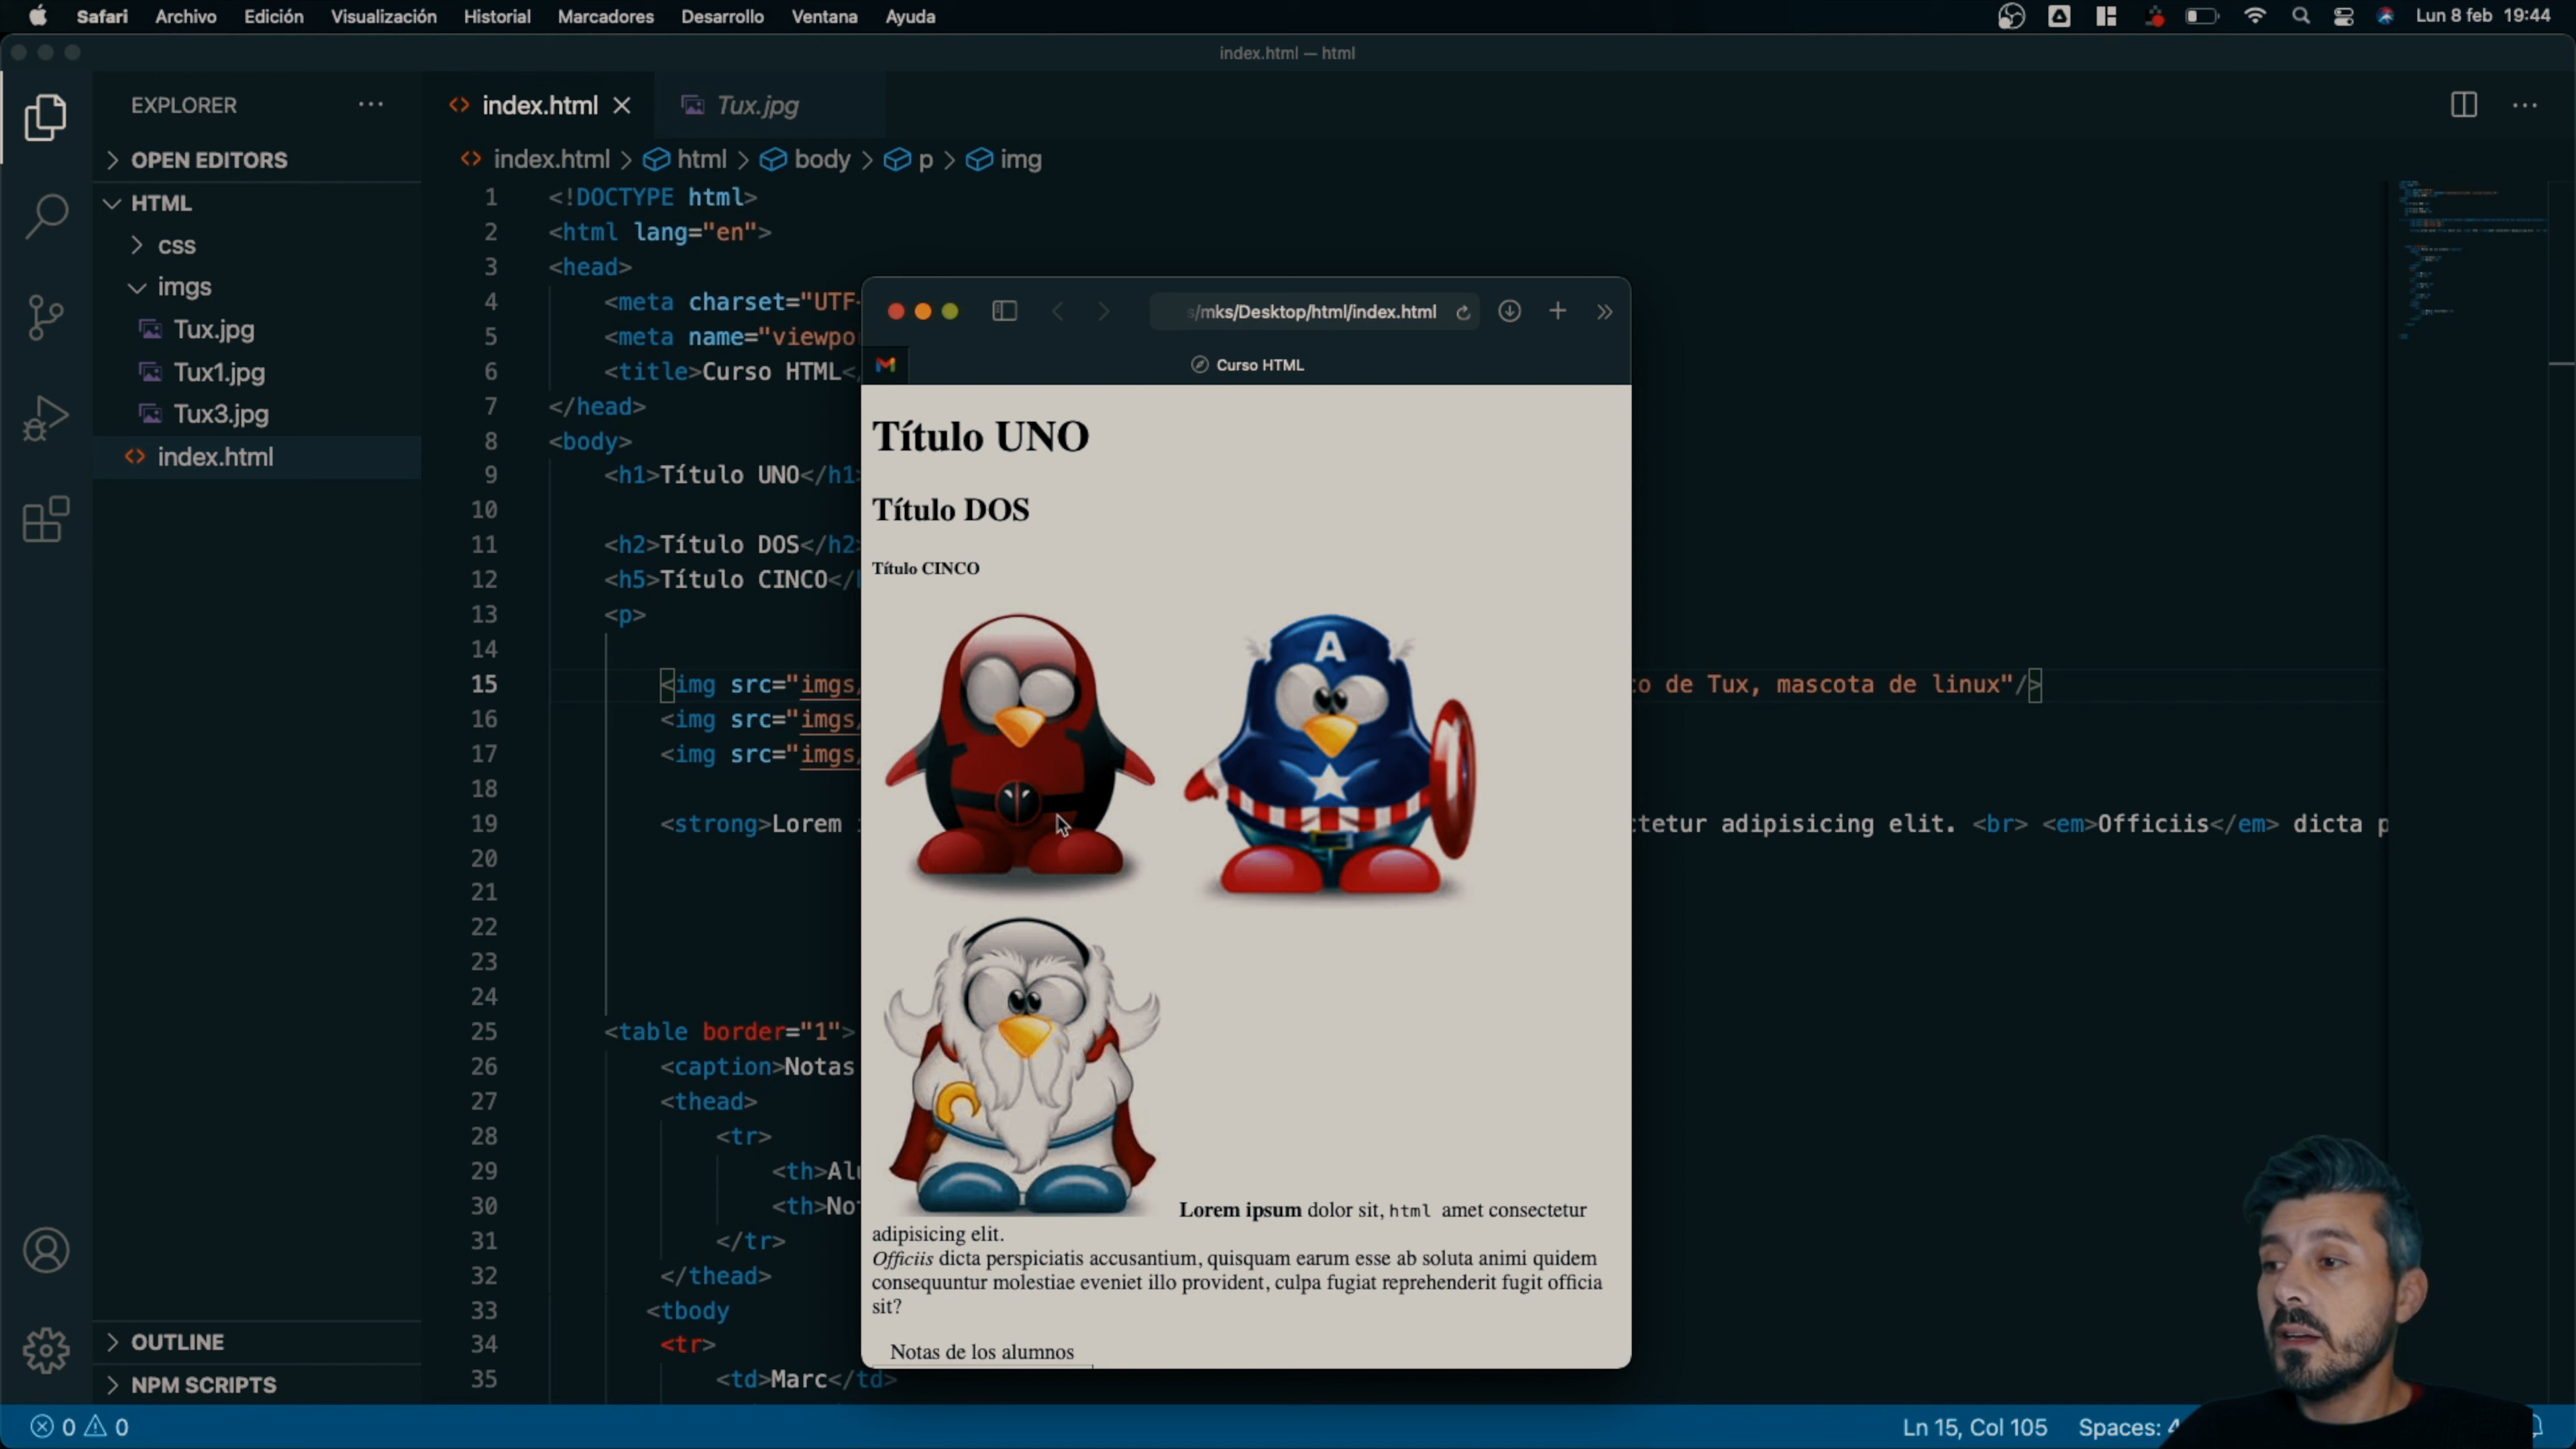 Safari Archivo Edición Visualización Historial Marcadores Desarrollo Ventana Ayuda Lun 8 feb 19:44
index.html — html
EXPLORER
OPEN EDITORS
HTML
css
imgs
Tux.jpg
Tux1.jpg
Tux3.jpg
index.html
OUTLINE
NPM SCRIPTS
index.html Tux.jpg
index.html html body p img
1 <!DOCTYPE html>
2 <html lang="en">
3 <head>
4 <meta charset="UTF-
5 <meta name="viewpo
6 <title>Curso HTML<
7 </head>
8 <body>
9 <h1>Título UNO</h1
10
11 <h2>Título DOS</h2
12 <h5>Título CINCO</
13 <p>
14
15 <img src="imgs de Tux, mascota de linux"/>
16 <img src="imgs
17 <img src="imgs
18
19 <strong>Lorem adipisicing elit. <br> <em>Officiis</em> dicta p
20
21
22
23
24
25 <table border="1">
26 <caption>Notas
27 <thead>
28 <tr>
29 <th>Al
30 <th>No
31 </tr>
32 </thead>
33 <tbody
34 <tr>
35 <td>Marc</td>
s/mks/Desktop/html/index.html
Curso HTML
Título UNO
Título DOS
Título CINCO
A
Lorem ipsum dolor sit, html amet consectetur
adipisicing elit.
Officiis dicta perspiciatis accusantium, quisquam earum esse ab soluta animi quidem
consequuntur molestiae eveniet illo provident, culpa fugiat reprehenderit fugit officia
sit?
Notas de los alumnos
0 0 Ln 15, Col 105 Spaces: 4